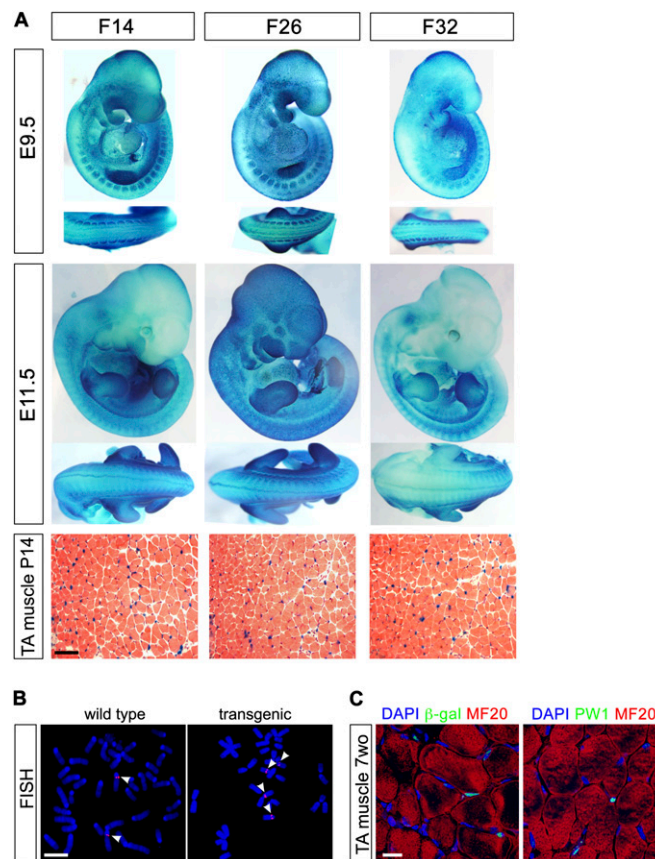 A
F14 F26 F32
E9.5
E11.5
TA muscle P14
B
wild type transgenic
FISH
C
DAPI β-gal MF20 DAPI PW1 MF20
TA muscle 7wo